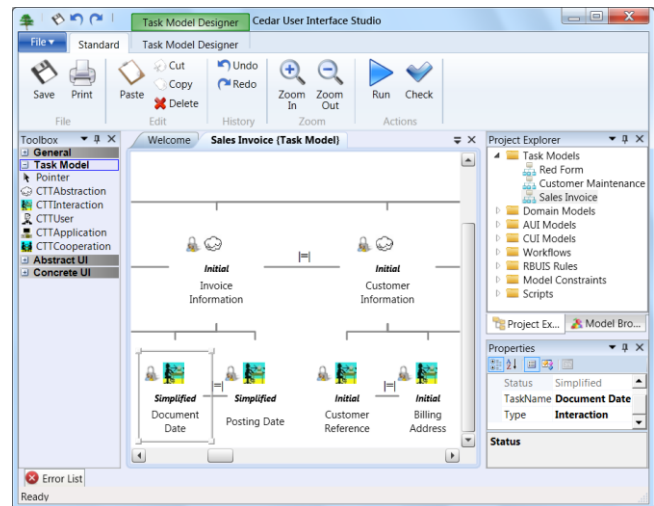 Task Model Designer Cedar User Interface Studio
File Standard Task Model Designer
Save
Print
File
Paste
Cut
Copy
Delete
Edit
Undo
Redo
History
Zoom In
Zoom Out
Zoom
Run
Check
Actions
Toolbox
General
Task Model
Pointer
CTTAbstraction
CTTInteraction
CTTUser
CTTApplication
CTTCooperation
Abstract UI
Concrete UI
Welcome Sales Invoice (Task Model)
Initial |=| Initial
Invoice
Information
Customer
Information
Simplified |=| Simplified
Document
Date
Posting Date
Initial |=| Initial
Customer
Reference
Billing
Address
Project Explorer
Task Models
Red Form
Customer Maintenance
Sales Invoice
Domain Models
AUI Models
CUI Models
Workflows
RBUIS Rules
Model Constraints
Scripts
Project Ex... Model Bro...
Properties
Status Simplified
TaskName Document Date
Type Interaction
Status
Error List
Ready